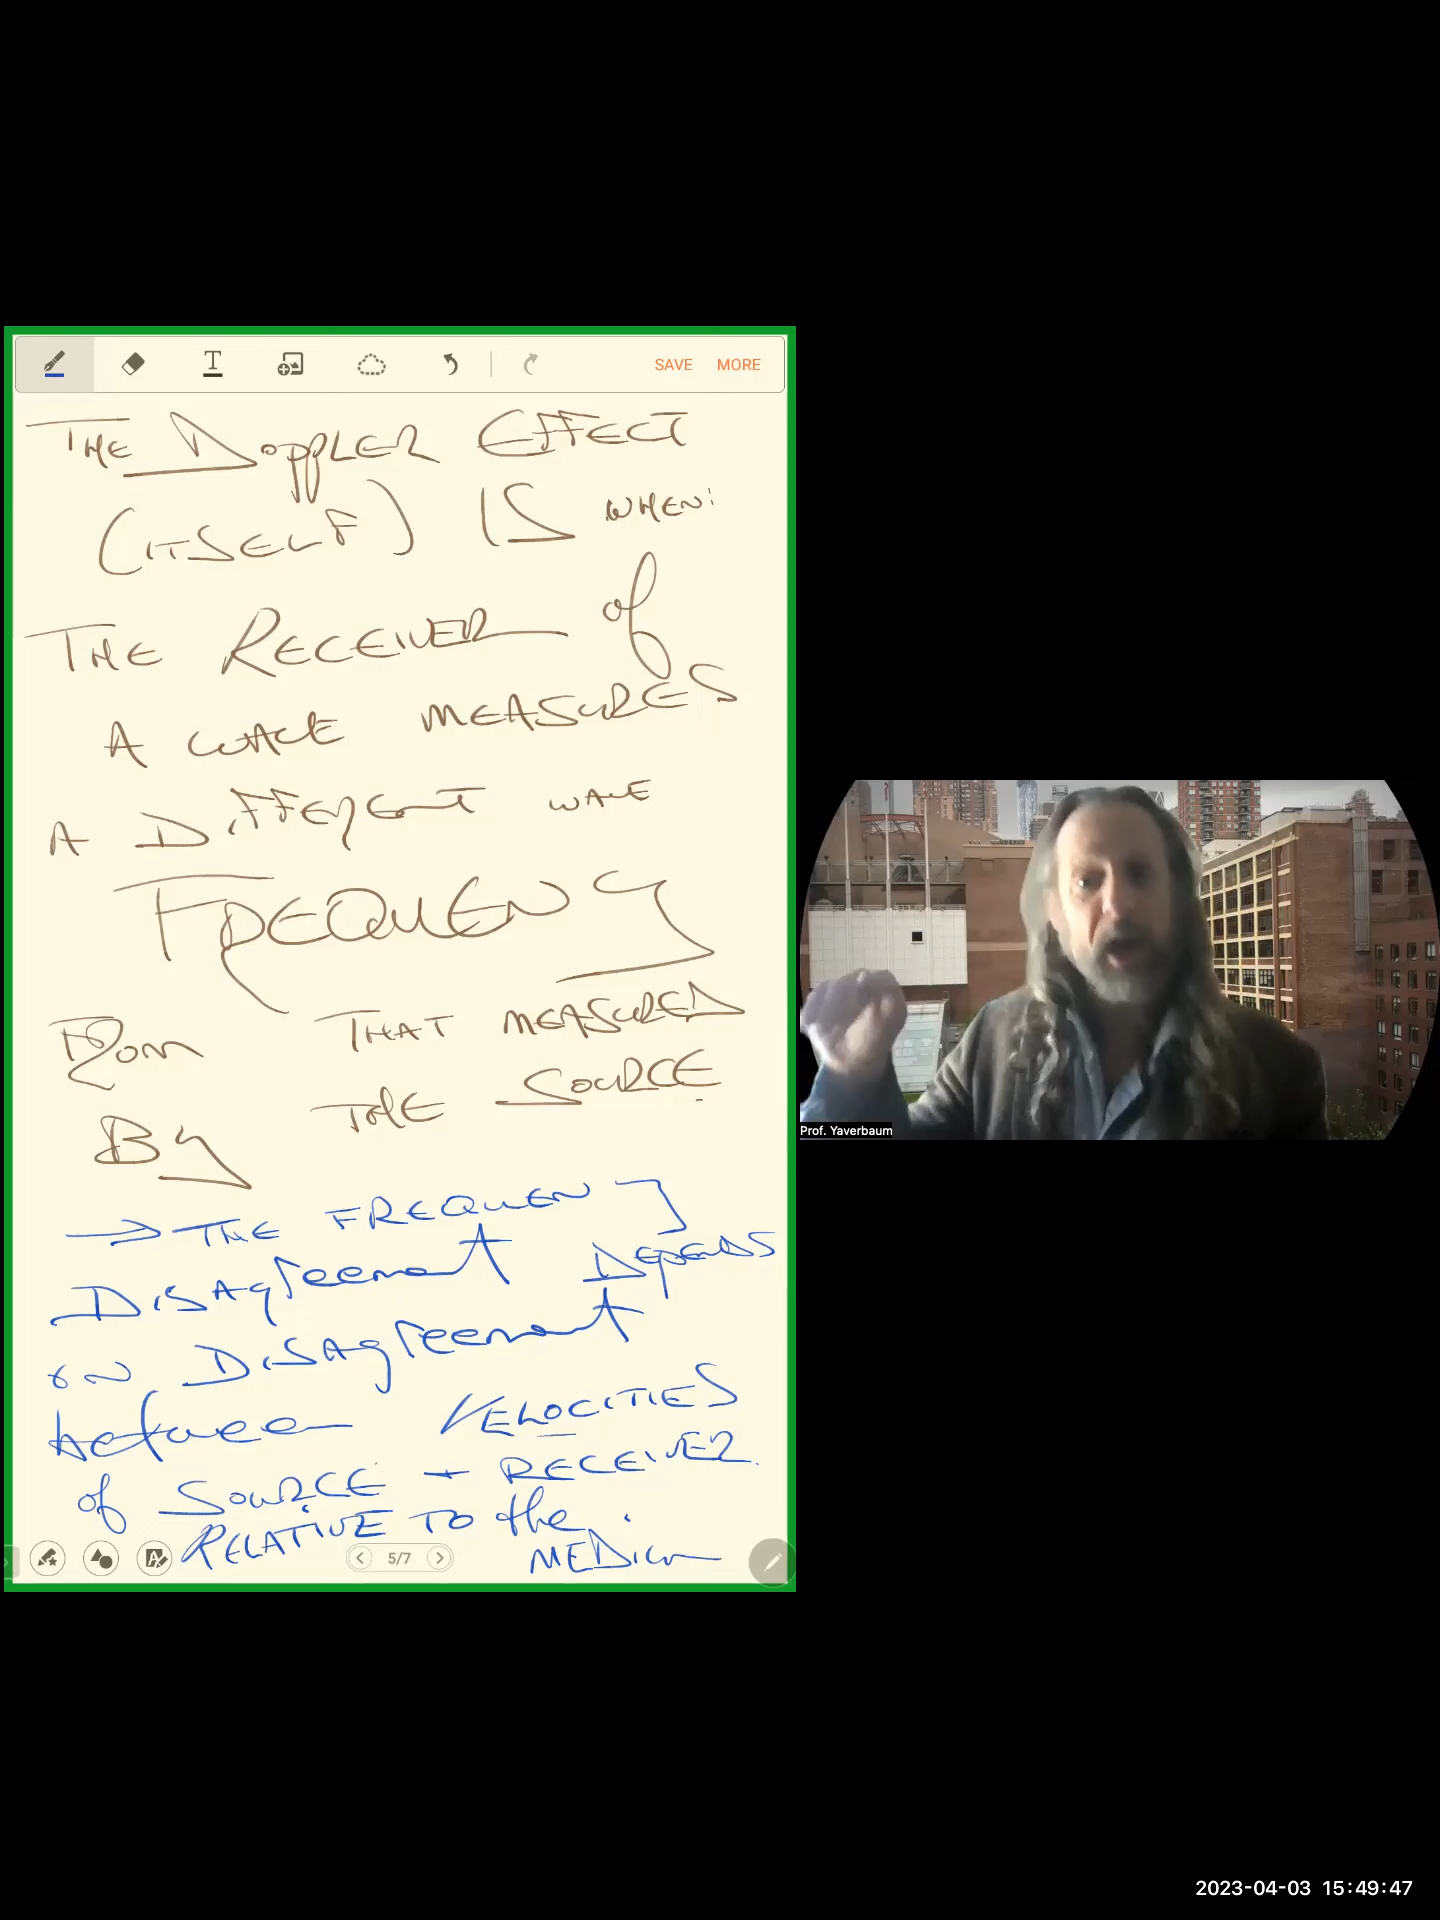 T
SAVE MORE
THE DOPPLER EFFECT
(ITSELF) IS WHEN:
THE RECEIVER of
A WAVE MEASURES
A DIFFERENT WAVE
FREQUENCY
FROM THAT MEASURED
BY THE SOURCE
→ THE FREQUENCY
DISAgreement DEPENDS
ON DISAgreement
between VELOCITIES
of SOURCE + RECEIVER
RELATIVE TO the
MEDIUM
5/7
Prof. Yaverbaum
2023-04-03 15:49:47